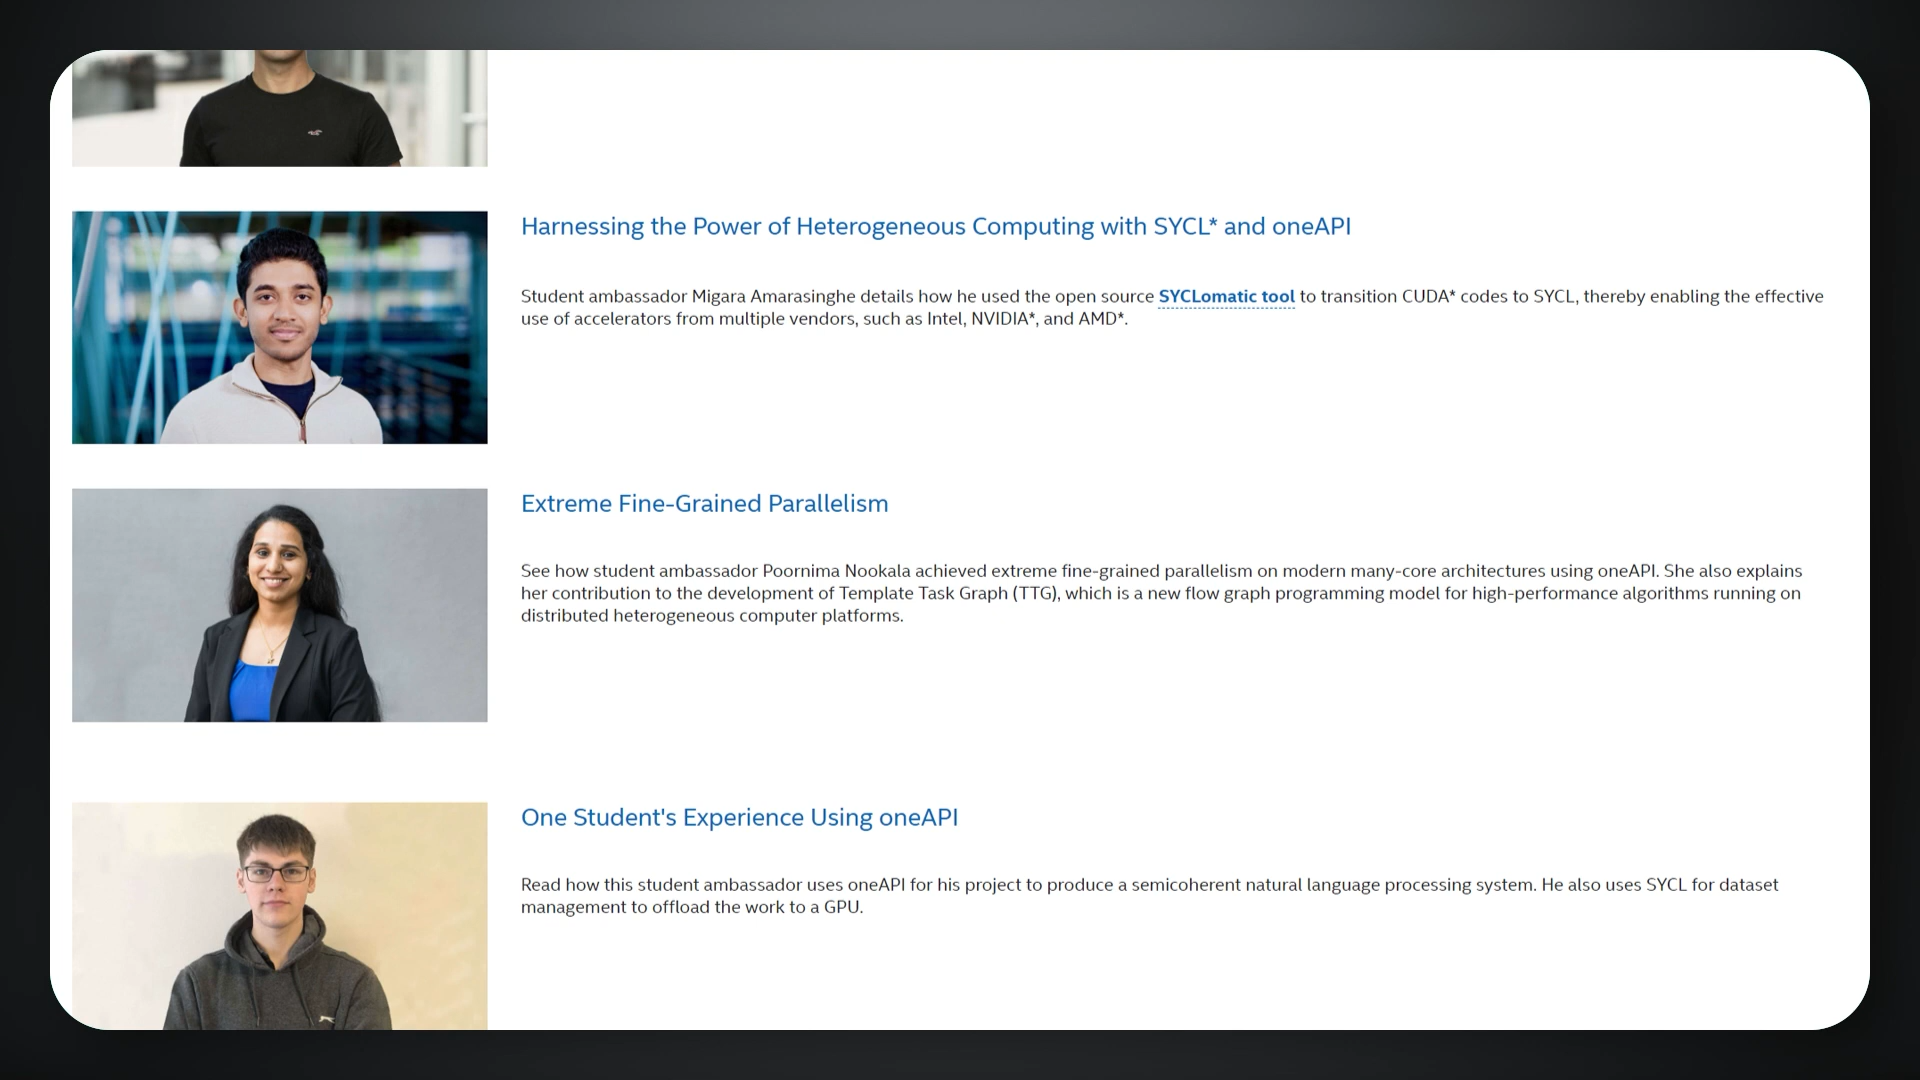 Harnessing the Power of Heterogeneous Computing with SYCL* and oneAPI
Student ambassador Migara Amarasinghe details how he used the open source SYCLomatic tool to transition CUDA* codes to SYCL, thereby enabling the effective
use of accelerators from multiple vendors, such as Intel, NVIDIA*, and AMD*.
Extreme Fine-Grained Parallelism
See how student ambassador Poornima Nookala achieved extreme fine-grained parallelism on modern many-core architectures using oneAPI. She also explains
her contribution to the development of Template Task Graph (TTG), which is a new flow graph programming model for high-performance algorithms running on
distributed heterogeneous computer platforms.
One Student's Experience Using oneAPI
Read how this student ambassador uses oneAPI for his project to produce a semicoherent natural language processing system. He also uses SYCL for dataset
management to offload the work to a GPU.